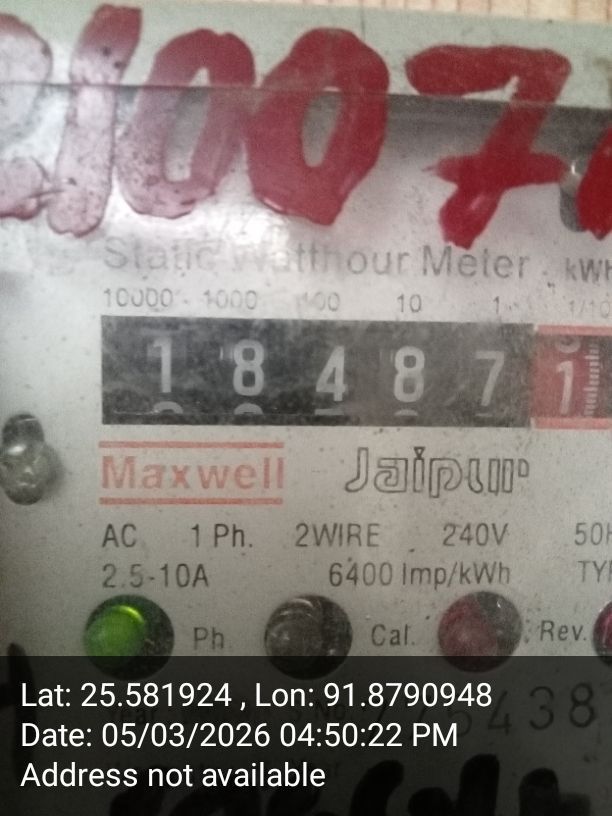 21007
Static Watthour Meter kWh
10000 1000 100 10 1 1/10
1 8 4 8 7 1
Maxwell Jaipur
AC 1 Ph. 2WIRE 240V
2.5-10A 6400 Imp/kWh
Ph Cal. Rev.
Lat: 25.581924 , Lon: 91.8790948
Date: 05/03/2026 04:50:22 PM
Address not available